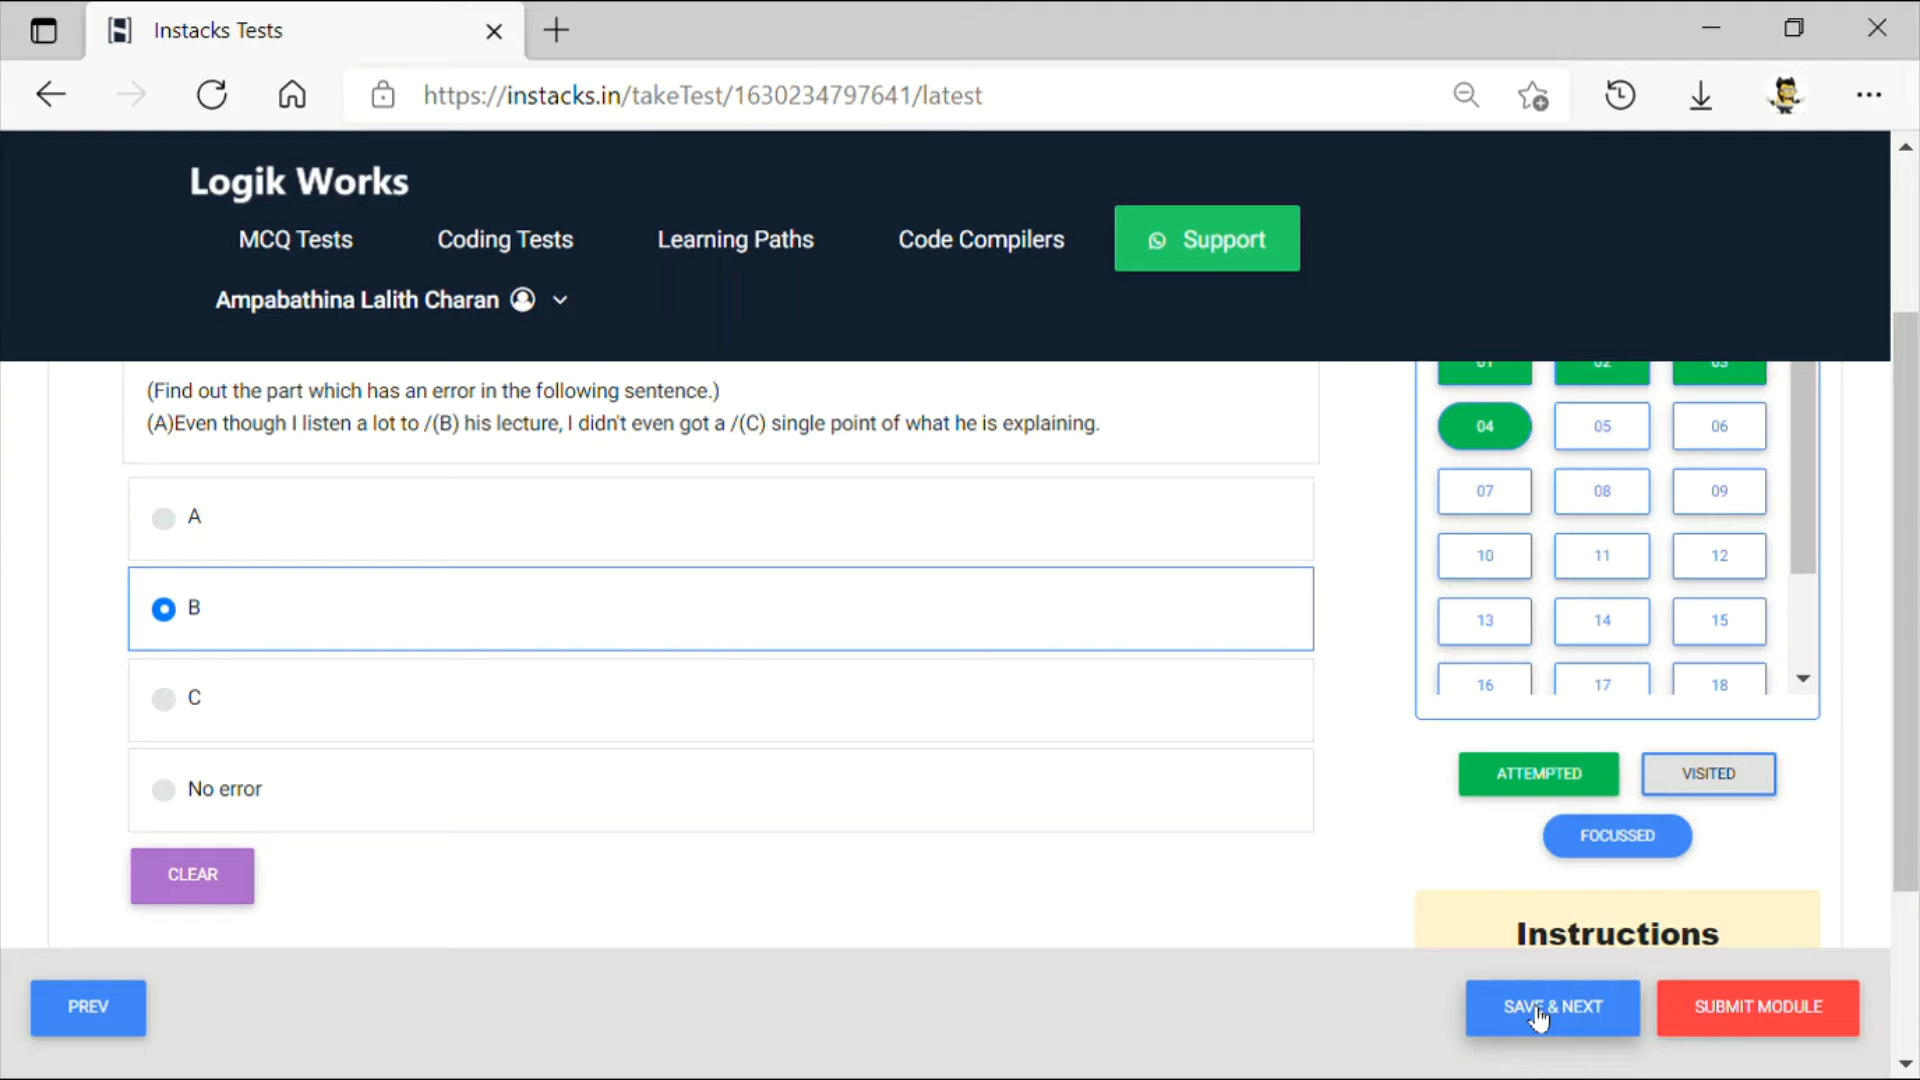 Instacks Tests
https://instacks.in/takeTest/1630234797641/latest
Logik Works
MCQ Tests
Coding Tests
Learning Paths
Code Compilers
Support
Ampabathina Lalith Charan
01
02
03
(Find out the part which has an error in the following sentence.)
(A)Even though I listen a lot to /(B) his lecture, I didn't even got a /(C) single point of what he is explaining.
04
05
06
07
08
09
10
11
12
13
14
15
16
17
18
A
B
C
No error
ATTEMPTED
VISITED
FOCUSSED
CLEAR
Instructions
PREV
SAVE & NEXT
SUBMIT MODULE